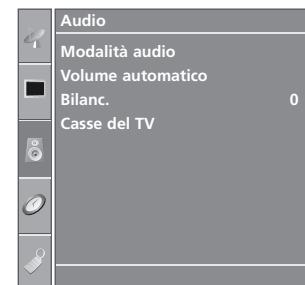 Audio
Modalità audio
Volume automatico
Bilanc. 0
Casse del TV